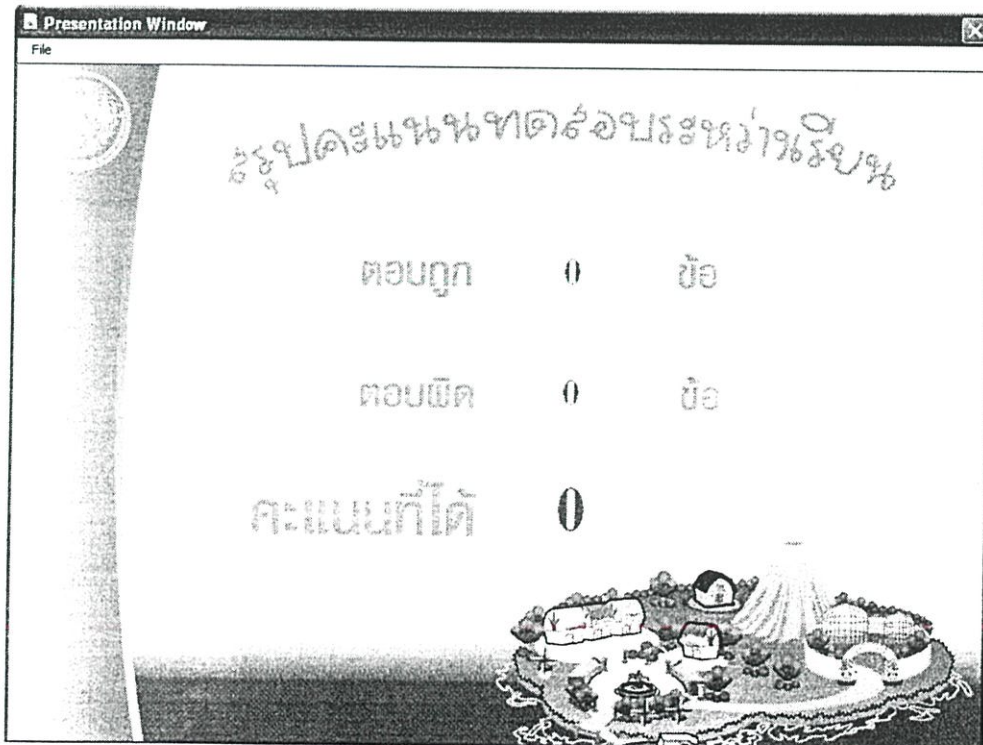 Presentation Window
File
สรุปคะแนนทดสอบระหว่างเรียน
ตอบถูก 0 ข้อ
ตอบผิด 0 ข้อ
คะแนนที่ได้ 0